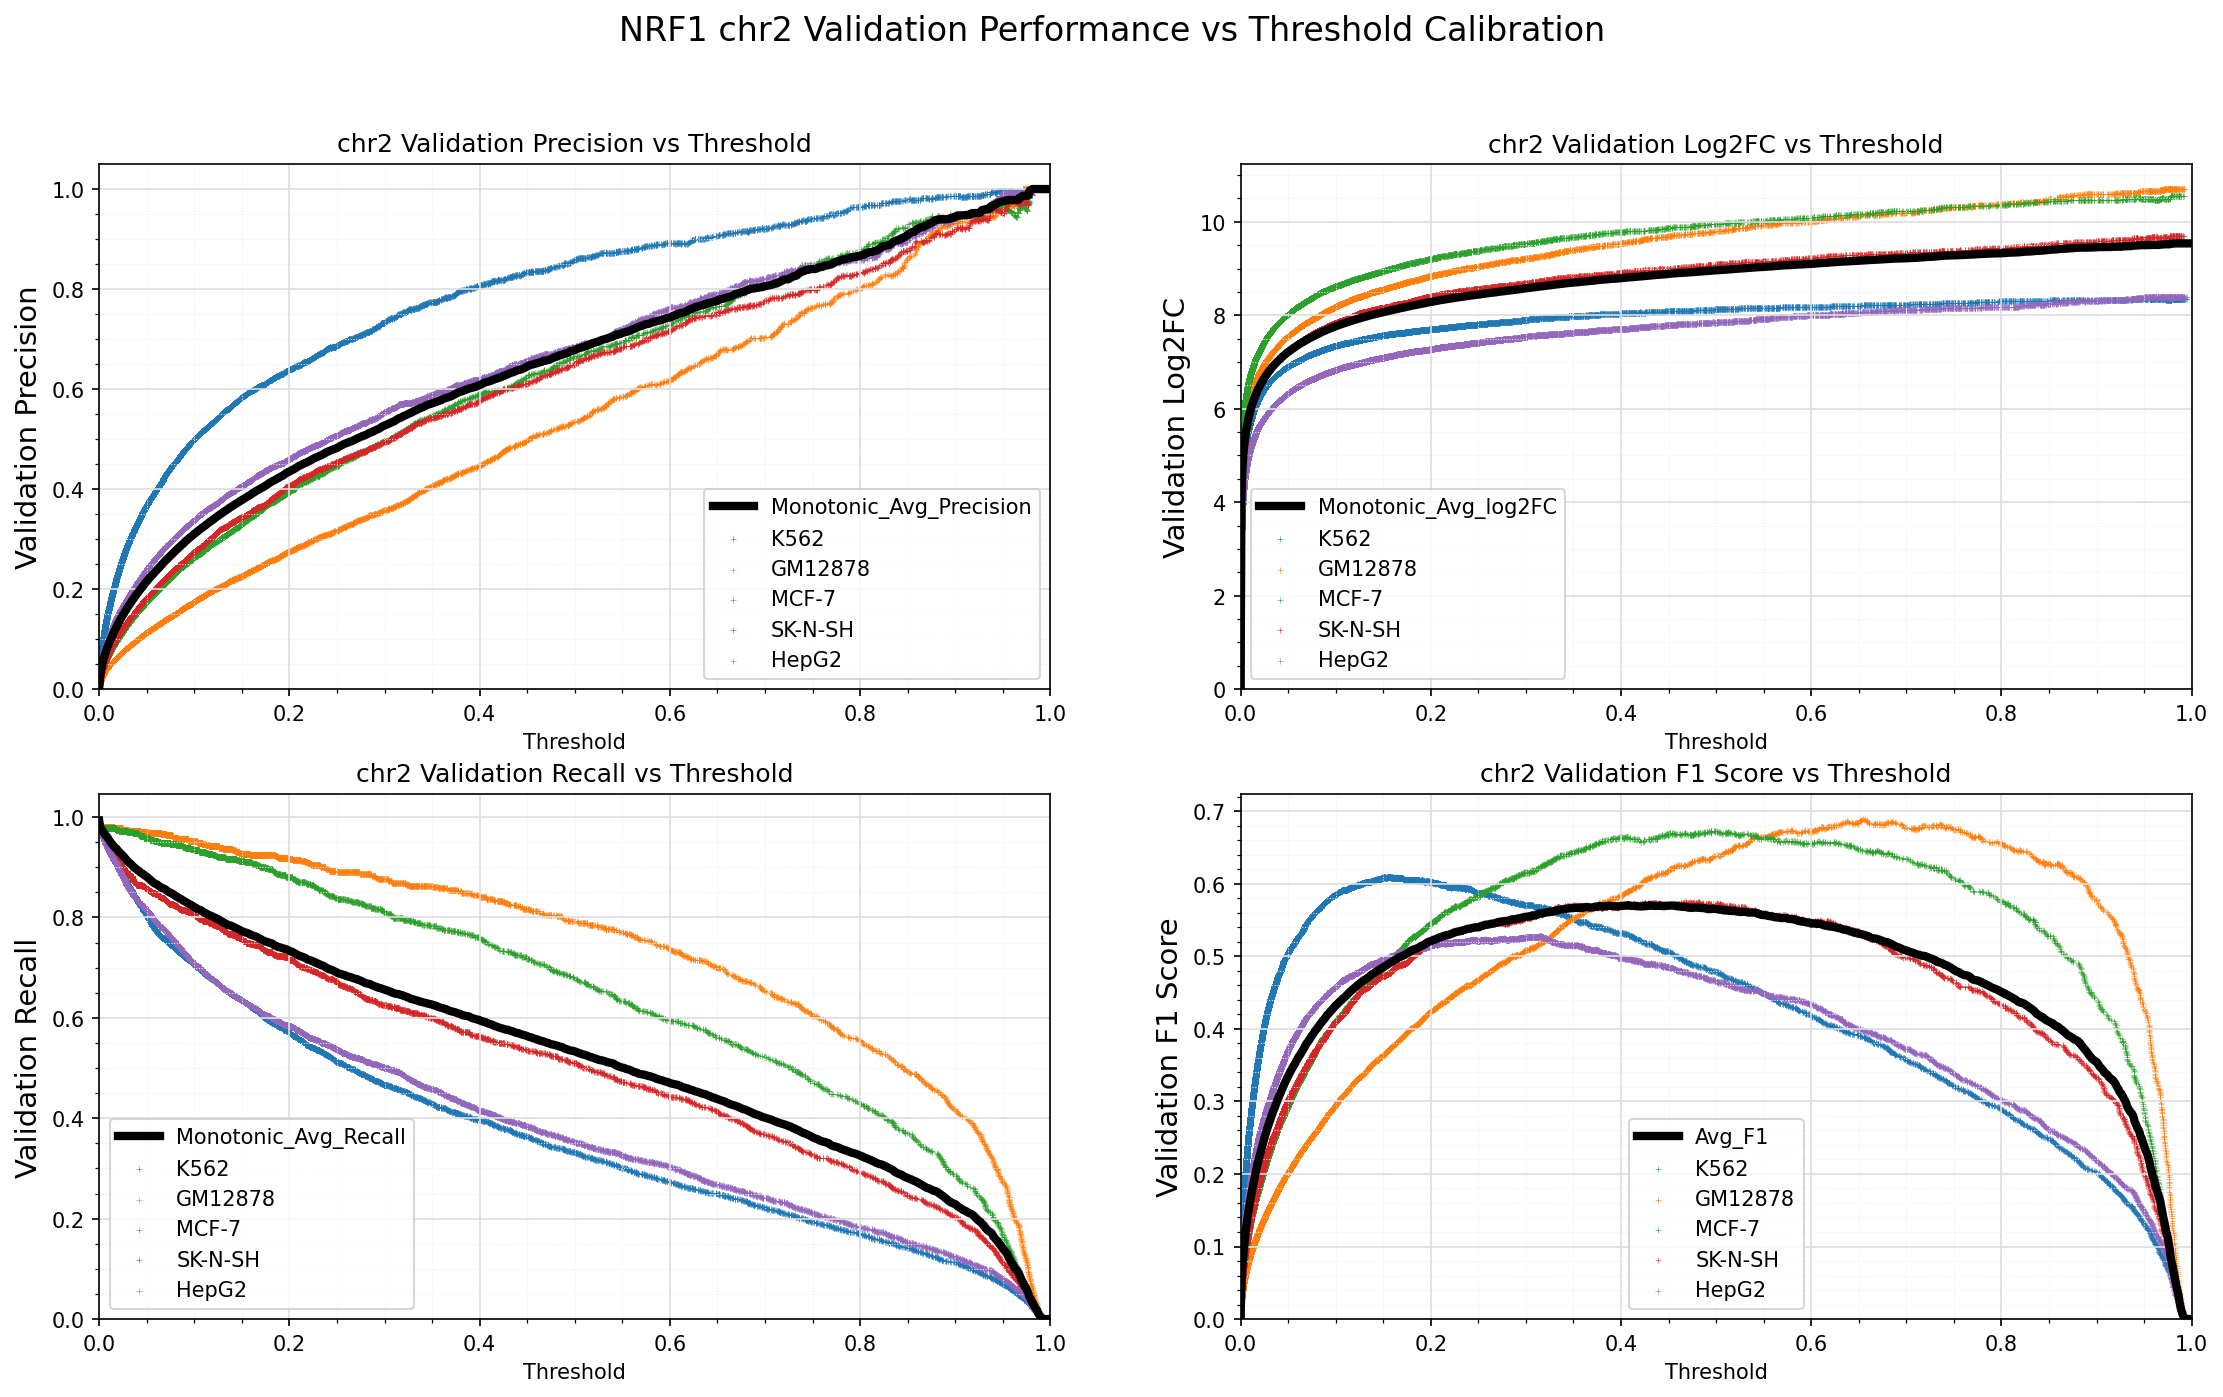 NRF1 chr2 Validation Performance vs Threshold Calibration
chr2 Validation Precision vs Threshold
Validation Precision
1.0
0.8
0.6
0.4
0.2
0.0
Monotonic_Avg_Precision
K562
GM12878
MCF-7
SK-N-SH
HepG2
0.0 0.2 0.4 0.6 0.8 1.0
Threshold
chr2 Validation Log2FC vs Threshold
Validation Log2FC
10
8
6
4
2
0
Monotonic_Avg_log2FC
K562
GM12878
MCF-7
SK-N-SH
HepG2
0.0 0.2 0.4 0.6 0.8 1.0
Threshold
chr2 Validation Recall vs Threshold
Validation Recall
1.0
0.8
0.6
0.4
0.2
0.0
Monotonic_Avg_Recall
K562
GM12878
MCF-7
SK-N-SH
HepG2
0.0 0.2 0.4 0.6 0.8 1.0
Threshold
chr2 Validation F1 Score vs Threshold
Validation F1 Score
0.7
0.6
0.5
0.4
0.3
0.2
0.1
0.0
Avg_F1
K562
GM12878
MCF-7
SK-N-SH
HepG2
0.0 0.2 0.4 0.6 0.8 1.0
Threshold